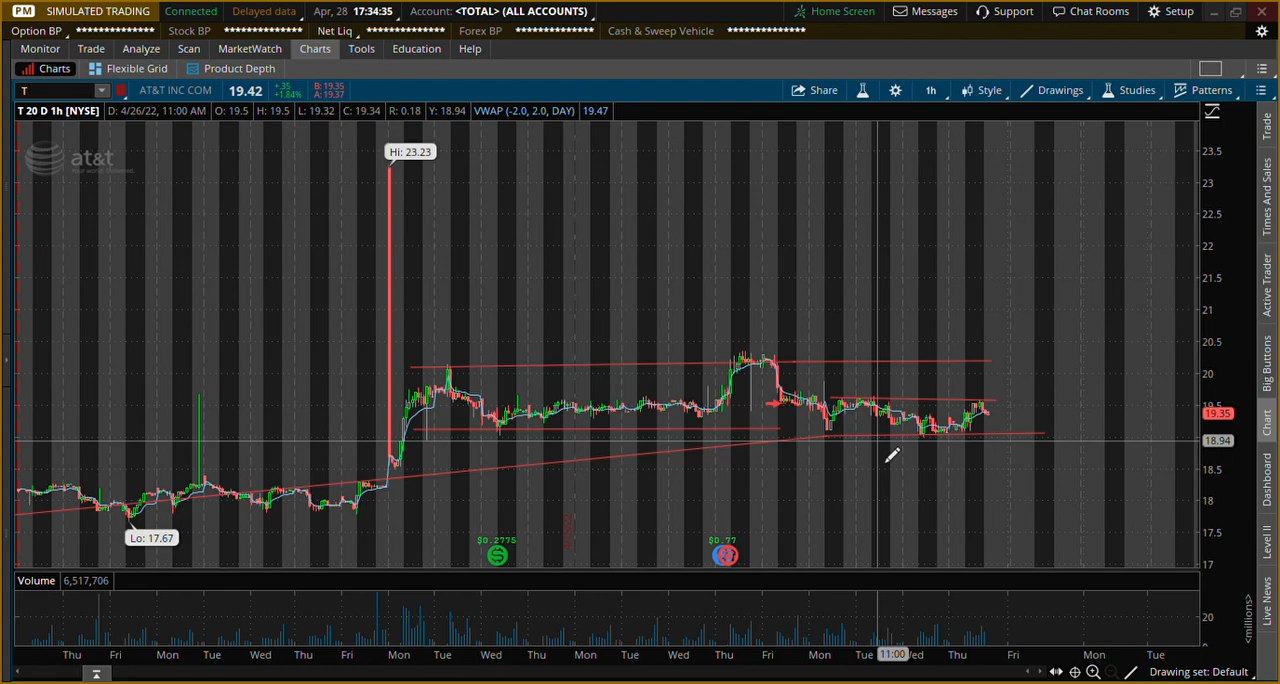 PM SIMULATED TRADING Connected Delayed data Apr, 28 17:34:35 Account: <TOTAL> (ALL ACCOUNTS) Home Screen Messages Support Chat Rooms Setup
Option BP ************** Stock BP ************** Net Liq ************** Forex BP ************** Cash & Sweep Vehicle **************
Monitor Trade Analyze Scan MarketWatch Charts Tools Education Help
Charts Flexible Grid Product Depth
T AT&T INC COM 19.42 +.35 +1.84% B: 19.35 A: 19.37 Share 1h Style Drawings Studies Patterns
T 20 D 1h [NYSE] D: 4/26/22, 11:00 AM O: 19.5 H: 19.5 L: 19.32 C: 19.34 R: 0.18 Y: 18.94 VWAP (-2.0, 2.0, DAY) 19.47
at&t
Hi: 23.23
Lo: 17.67
23.5
23
22.5
22
21.5
21
20.5
20
19.5
19.35
18.94
18.5
18
17.5
17
$0.2775
$0.77
Volume 6,517,706
20
0
<millions>
Thu Fri Mon Tue Wed Thu Fri Mon Tue Wed Thu Mon Tue Wed Thu Fri Mon Tue 11:00 Wed Thu Fri Mon Tue
Drawing set: Default
Trade
Times And Sales
Active Trader
Big Buttons
Chart
Dashboard
Level II
Live News